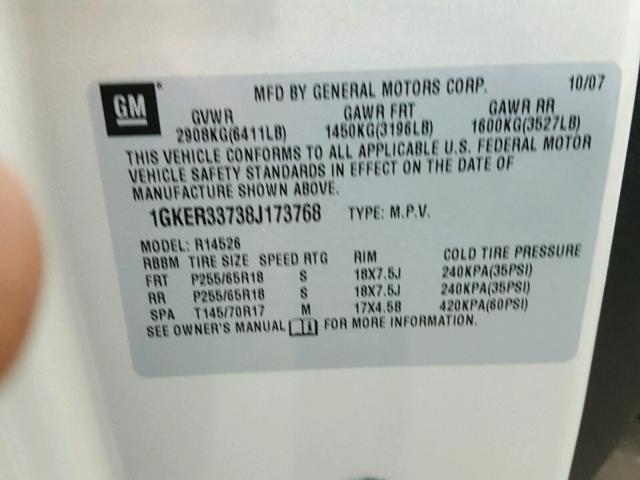 GM
MFD BY GENERAL MOTORS CORP. 10/07
GVWR GAWR FRT GAWR RR
2908KG(6411LB) 1450KG(3196LB) 1600KG(3527LB)
THIS VEHICLE CONFORMS TO ALL APPLICABLE U.S. FEDERAL MOTOR
VEHICLE SAFETY STANDARDS IN EFFECT ON THE DATE OF
MANUFACTURE SHOWN ABOVE.
1GKER33738J173768 TYPE: M.P.V.
MODEL: R14526
RBBM TIRE SIZE SPEED RTG RIM COLD TIRE PRESSURE
FRT P255/65R18 S 18X7.5J 240KPA(35PSI)
RR P255/65R18 S 18X7.5J 240KPA(35PSI)
SPA T145/70R17 M 17X4.5B 420KPA(60PSI)
SEE OWNER'S MANUAL FOR MORE INFORMATION.